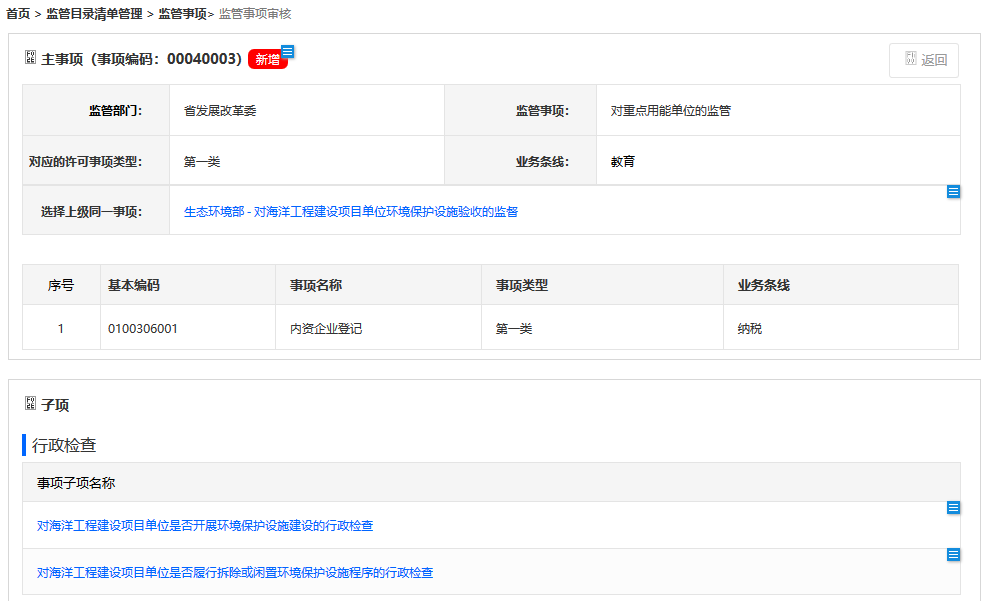 首页 > 监管目录清单管理 > 监管事项> 监管事项审核
主事项（事项编码：00040003） 新增
返回
监管部门： 省发展改革委 监管事项： 对重点用能单位的监管
对应的许可事项类型： 第一类 业务条线： 教育
选择上级同一事项： 生态环境部 - 对海洋工程建设项目单位环境保护设施验收的监督
序号 基本编码 事项名称 事项类型 业务条线
1 0100306001 内资企业登记 第一类 纳税
子项
行政检查
事项子项名称
对海洋工程建设项目单位是否开展环境保护设施建设的行政检查
对海洋工程建设项目单位是否履行拆除或闲置环境保护设施程序的行政检查